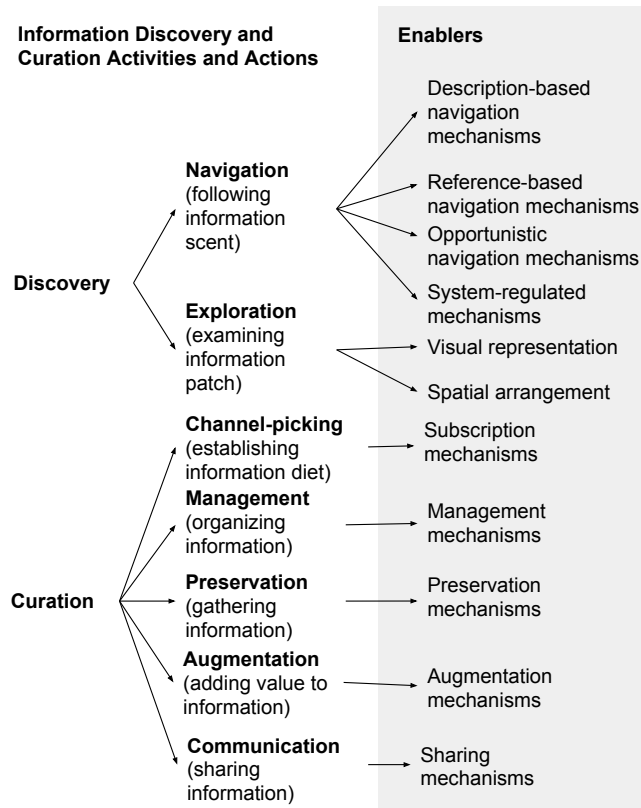 Information Discovery and
Curation Activities and Actions
Enablers
Discovery
Navigation
(following
information
scent)
Description-based
navigation
mechanisms
Reference-based
navigation mechanisms
Opportunistic
navigation mechanisms
System-regulated
mechanisms
Exploration
(examining
information
patch)
Visual representation
Spatial arrangement
Curation
Channel-picking
(establishing
information diet)
Subscription
mechanisms
Management
(organizing
information)
Management
mechanisms
Preservation
(gathering
information)
Preservation
mechanisms
Augmentation
(adding value to
information)
Augmentation
mechanisms
Communication
(sharing
information)
Sharing
mechanisms